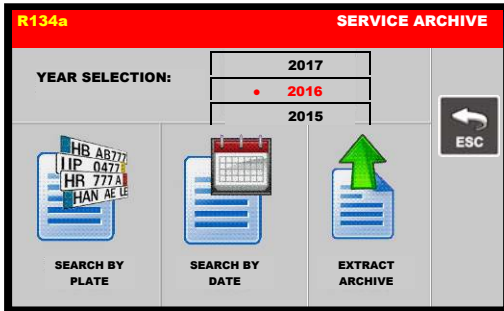 R134a
SERVICE ARCHIVE
YEAR SELECTION:
2017
• 2016
2015
ESC
HB AB777
UP 0477
HR 777 A
HAN AE LE
SEARCH BY
PLATE
SEARCH BY
DATE
EXTRACT
ARCHIVE